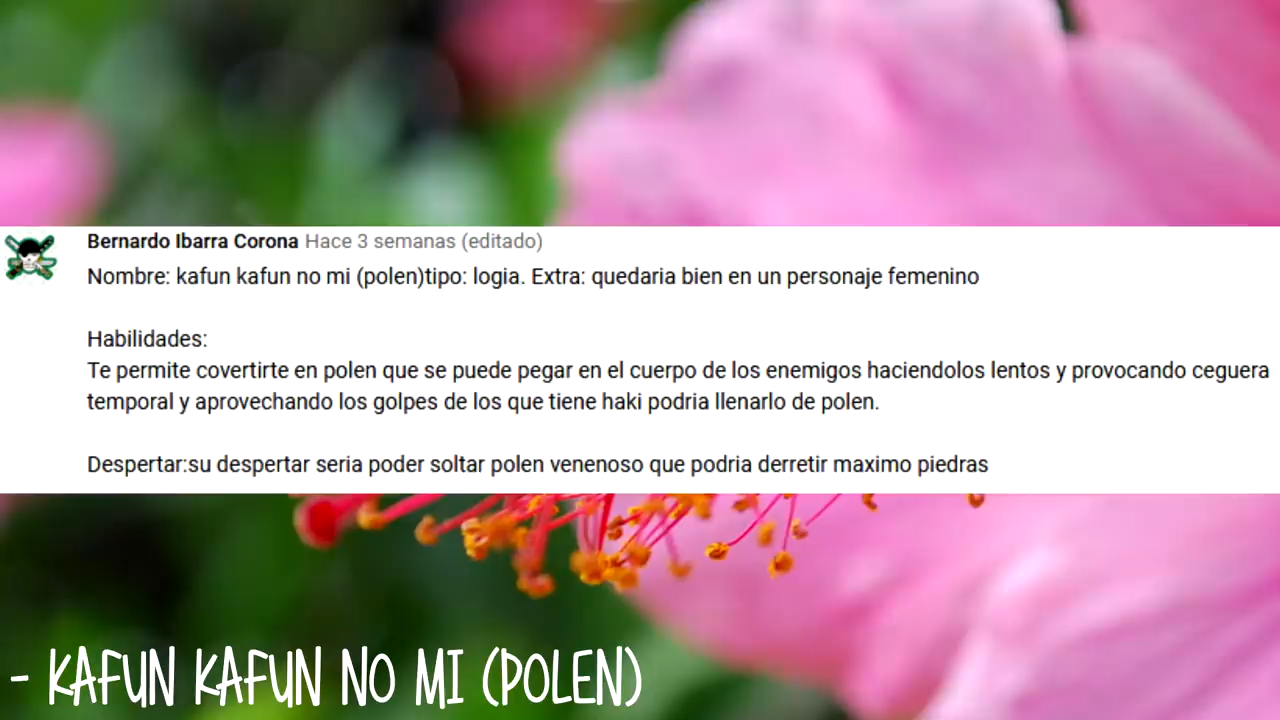 Bernardo Ibarra Corona Hace 3 semanas (editado)
Nombre: kafun kafun no mi (polen)tipo: logia. Extra: quedaria bien en un personaje femenino
Habilidades:
Te permite covertirte en polen que se puede pegar en el cuerpo de los enemigos haciendolos lentos y provocando ceguera
temporal y aprovechando los golpes de los que tiene haki podria llenarlo de polen.
Despertar:su despertar seria poder soltar polen venenoso que podria derretir maximo piedras
- KAFUN KAFUN NO MI (POLEN)